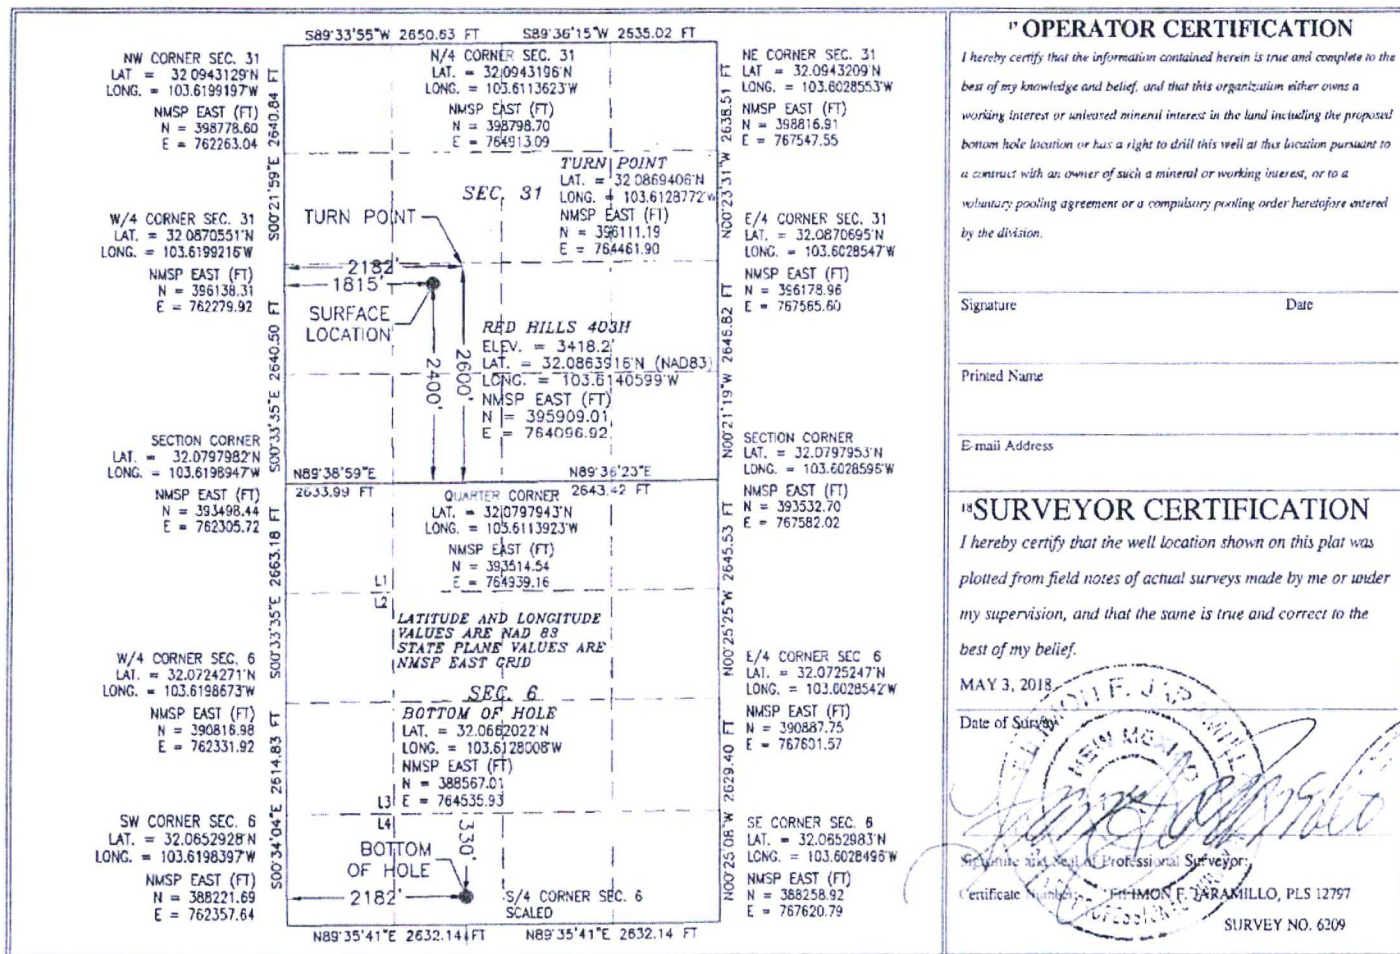 S89°33'55"W 2650.63 FT S89°36'15"W 2635.02 FT
NW CORNER SEC. 31
LAT = 32.0943129'N
LONG. = 103.6199197'W
NMSP EAST (FT)
N = 398778.60
E = 762263.04
N/4 CORNER SEC. 31
LAT. = 32.0943196'N
LONG. = 103.6113623'W
NMSP EAST (FT)
N = 398798.70
E = 764913.09
NE CORNER SEC. 31
LAT = 32.0943209'N
LONG. = 103.6028553'W
NMSP EAST (FT)
N = 398816.91
E = 767547.55
S00°21'59"E 2640.84 FT
N00°23'31"W 2638.51 FT
SEC. 31
TURN POINT
LAT. = 32.0869406'N
LONG. = 103.6128772'W
NMSP EAST (FT)
N = 396111.19
E = 764461.90
TURN POINT
W/4 CORNER SEC. 31
LAT. = 32.0870551'N
LONG. = 103.6199216'W
NMSP EAST (FT)
N = 396138.31
E = 762279.92
E/4 CORNER SEC. 31
LAT. = 32.0870695'N
LONG. = 103.6028547'W
NMSP EAST (FT)
N = 396178.96
E = 767565.60
2182'
1815'
SURFACE
LOCATION
2400'
2600'
RED HILLS 403H
ELEV. = 3418.2'
LAT. = 32.0863916'N (NAD83)
LONG. = 103.6140599'W
NMSP EAST (FT)
N = 395909.01
E = 764096.92
S00°33'35"E 2640.50 FT
N00°21'19"W 2645.82 FT
SECTION CORNER
LAT. = 32.0797982'N
LONG. = 103.6198947'W
NMSP EAST (FT)
N = 393498.44
E = 762305.72
N89°38'59"E
2633.99 FT
N89°36'23"E
2643.42 FT
QUARTER CORNER
LAT. = 32.0797943'N
LONG. = 103.6113923'W
NMSP EAST (FT)
N = 393514.54
E = 764939.16
SECTION CORNER
LAT. = 32.0797953'N
LONG. = 103.6028596'W
NMSP EAST (FT)
N = 393532.70
E = 767582.02
S00°33'35"E 2663.18 FT
N00°25'25"W 2645.53 FT
L1
L2
LATITUDE AND LONGITUDE
VALUES ARE NAD 83
STATE PLANE VALUES ARE
NMSP EAST GRID
W/4 CORNER SEC. 6
LAT. = 32.0724271'N
LONG. = 103.6198673'W
NMSP EAST (FT)
N = 390816.98
E = 762331.92
E/4 CORNER SEC 6
LAT. = 32.0725247'N
LONG. = 103.6028542'W
NMSP EAST (FT)
N = 390887.75
E = 767601.57
SEC. 6
BOTTOM OF HOLE
LAT. = 32.0662022'N
LONG. = 103.6128008'W
NMSP EAST (FT)
N = 388567.01
E = 764535.93
S00°34'04"E 2614.83 FT
N00°25'08"W 2629.40 FT
L3
L4
330'
BOTTOM
OF HOLE
2182'
S/4 CORNER SEC. 6
SCALED
SW CORNER SEC. 6
LAT. = 32.0652928'N
LONG. = 103.6198397'W
NMSP EAST (FT)
N = 388221.69
E = 762357.64
SE CORNER SEC. 6
LAT. = 32.0652983'N
LONG. = 103.6028496'W
NMSP EAST (FT)
N = 388258.92
E = 767620.79
N89°35'41"E 2632.14 FT N89°35'41"E 2632.14 FT
17 OPERATOR CERTIFICATION
I hereby certify that the information contained herein is true and complete to the
best of my knowledge and belief, and that this organization either owns a
working interest or unleased mineral interest in the land including the proposed
bottom hole location or has a right to drill this well at this location pursuant to
a contract with an owner of such a mineral or working interest, or to a
voluntary pooling agreement or a compulsory pooling order heretofore entered
by the division.
Signature Date
Printed Name
E-mail Address
18 SURVEYOR CERTIFICATION
I hereby certify that the well location shown on this plat was
plotted from field notes of actual surveys made by me or under
my supervision, and that the same is true and correct to the
best of my belief.
MAY 3, 2018
Date of Survey
NEW MEXICO
Signature and Seal of Professional Surveyor:
Certificate Number: FILIMON F. JARAMILLO, PLS 12797
SURVEY NO. 6209